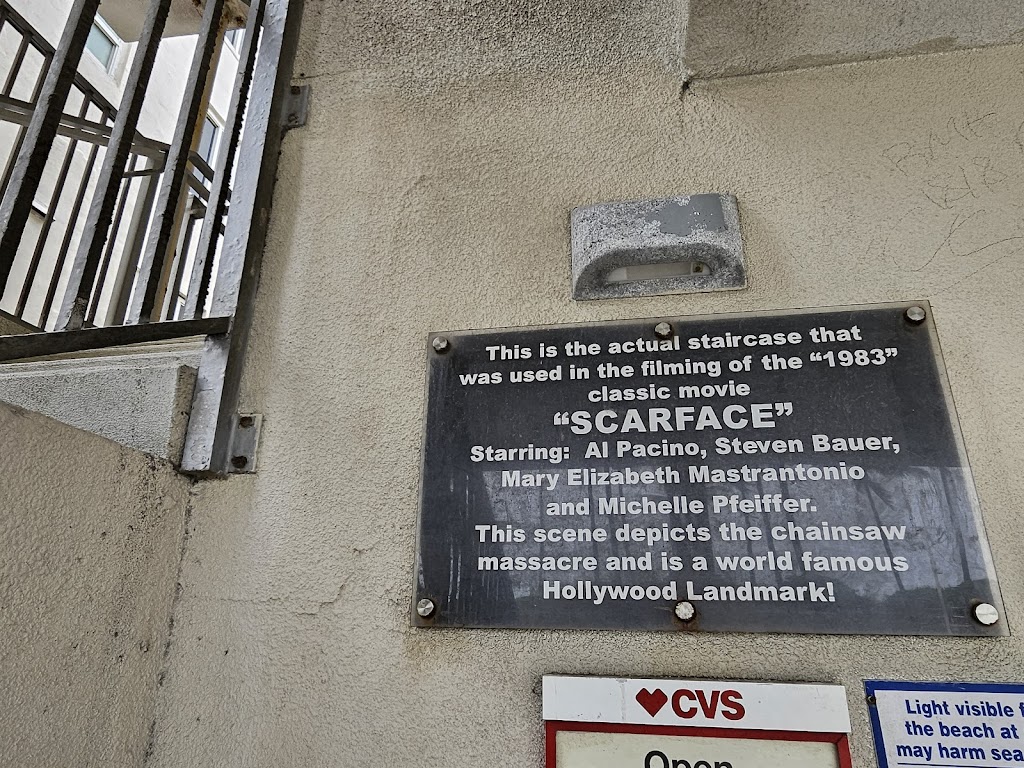 This is the actual staircase that
was used in the filming of the “1983”
classic movie
“SCARFACE”
Starring: Al Pacino, Steven Bauer,
Mary Elizabeth Mastrantonio
and Michelle Pfeiffer.
This scene depicts the chainsaw
massacre and is a world famous
Hollywood Landmark!
CVS
Open
Light visible
the beach at
may harm sea